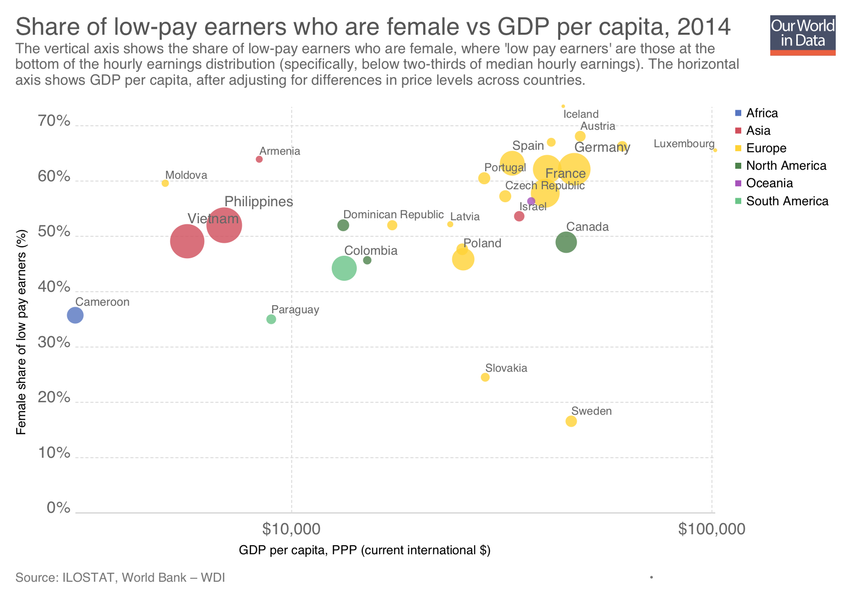 Share of low-pay earners who are female vs GDP per capita, 2014
Our World
in Data
The vertical axis shows the share of low-pay earners who are female, where 'low pay earners' are those at the
bottom of the hourly earnings distribution (specifically, below two-thirds of median hourly earnings). The horizontal
axis shows GDP per capita, after adjusting for differences in price levels across countries.
Africa
Asia
Europe
North America
Oceania
South America
Female share of low pay earners (%)
70%
60%
50%
40%
30%
20%
10%
0%
Iceland
Austria
Luxembourg
Spain
Germany
Armenia
Portugal
France
Moldova
Czech Republic
Philippines
Israel
Vietnam
Dominican Republic
Latvia
Canada
Poland
Colombia
Cameroon
Paraguay
Slovakia
Sweden
$10,000
$100,000
GDP per capita, PPP (current international $)
Source: ILOSTAT, World Bank – WDI